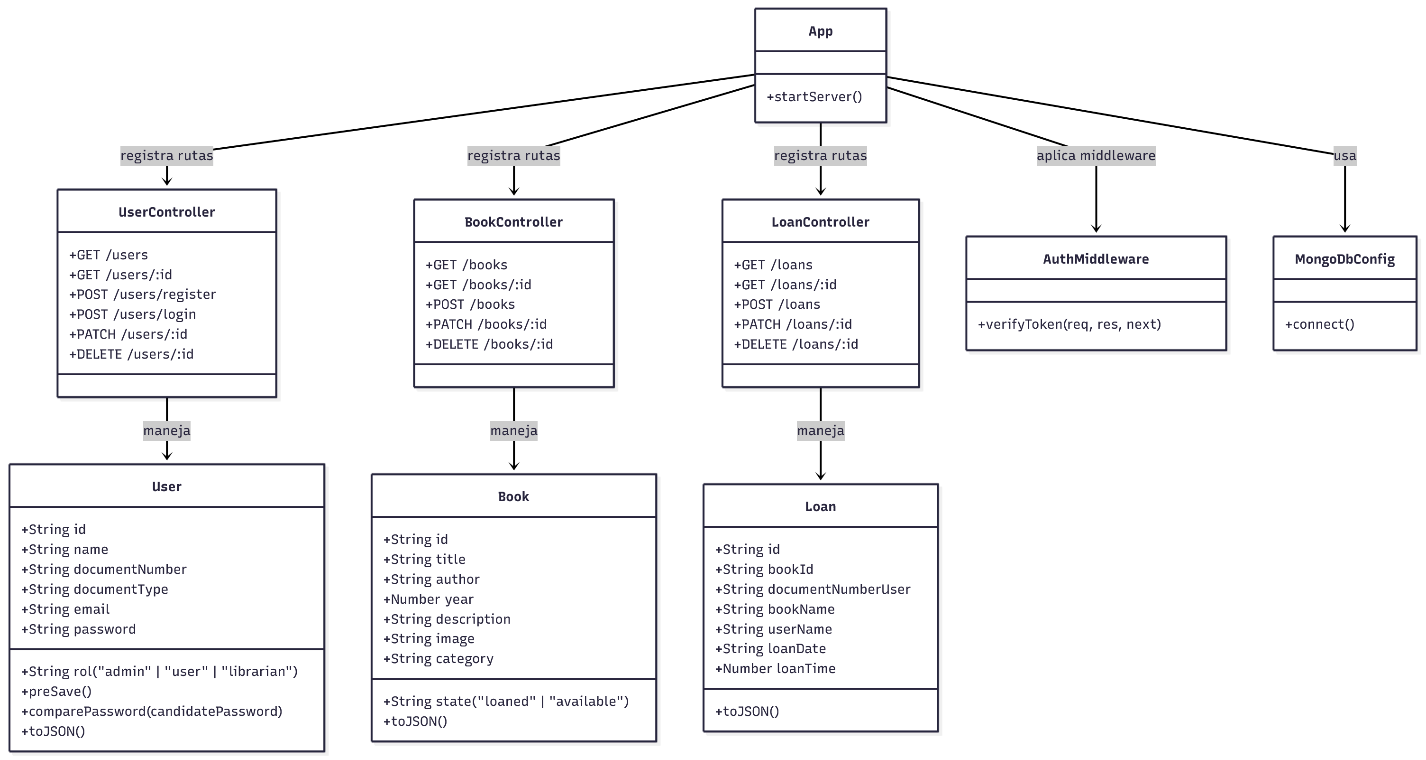 App
+startServer()
registra rutas
registra rutas
registra rutas
aplica middleware
usa
UserController
+GET /users
+GET /users/:id
+POST /users/register
+POST /users/login
+PATCH /users/:id
+DELETE /users/:id
BookController
+GET /books
+GET /books/:id
+POST /books
+PATCH /books/:id
+DELETE /books/:id
LoanController
+GET /loans
+GET /loans/:id
+POST /loans
+PATCH /loans/:id
+DELETE /loans/:id
AuthMiddleware
+verifyToken(req, res, next)
MongoDbConfig
+connect()
maneja
maneja
maneja
User
+String id
+String name
+String documentNumber
+String documentType
+String email
+String password
+String rol("admin" | "user" | "librarian")
+preSave()
+comparePassword(candidatPassword)
+toJSON()
Book
+String id
+String title
+String author
+Number year
+String description
+String image
+String category
+String state("loaned" | "available")
+toJSON()
Loan
+String id
+String bookId
+String documentNumberUser
+String bookName
+String userName
+String loanDate
+Number loanTime
+toJSON()